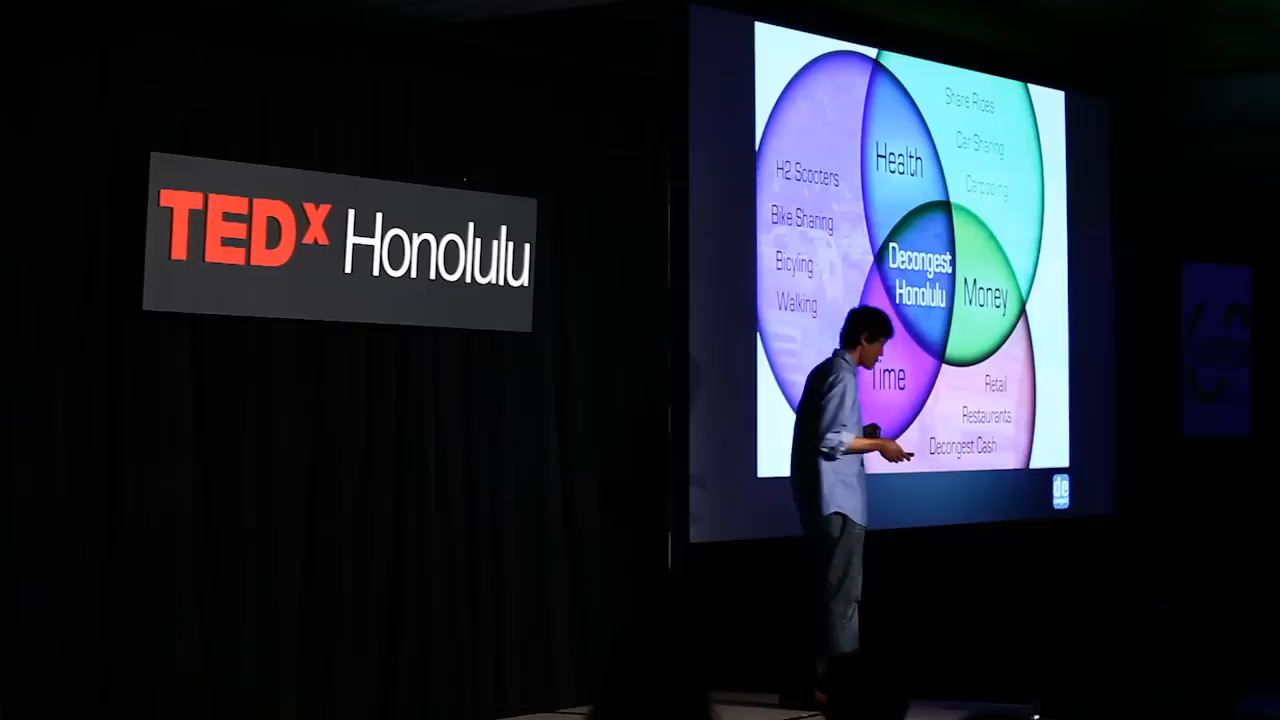 TEDx Honolulu
Share Rides
Car Sharing
Carpooling
Health
H2 Scooters
Bike Sharing
Bicyling
Walking
Decongest
Honolulu
Money
Time
Retail
Restaurants
Decongest Cash
de